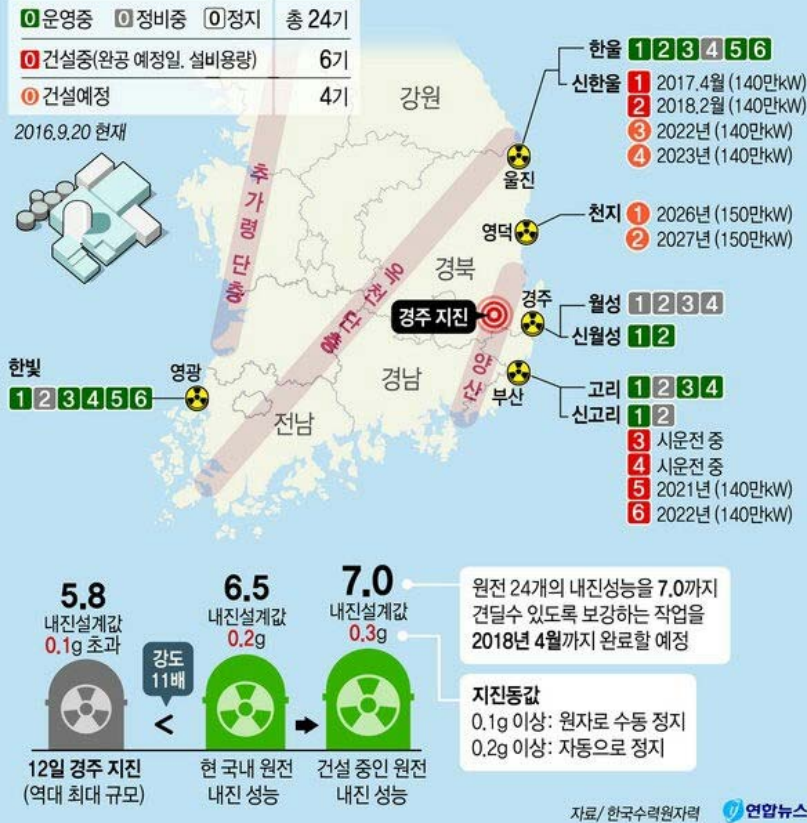 0 운영중 0 정비중 0 정지 총 24기
0 건설중(완공 예정일. 설비용량) 6기
0 건설예정 4기
2016.9.20 현재
강원
추가령 단층
옥천 단층
한울 1 2 3 4 5 6
신한울 1 2017.4월 (140만kW)
2 2018.2월 (140만kW)
3 2022년 (140만kW)
4 2023년 (140만kW)
울진
천지 1 2026년 (150만kW)
2 2027년 (150만kW)
영덕
경북
경주 지진
경주
월성 1 2 3 4
신월성 1 2
한빛
1 2 3 4 5 6
영광
경남
양산
전남
부산
고리 1 2 3 4
신고리 1 2
3 시운전 중
4 시운전 중
5 2021년 (140만kW)
6 2022년 (140만kW)
5.8
내진설계값
0.1g 초과
강도
11배
<
12일 경주 지진
(역대 최대 규모)
6.5
내진설계값
0.2g
현 국내 원전
내진 성능
7.0
내진설계값
0.3g
건설 중인 원전
내진 성능
원전 24개의 내진성능을 7.0까지
견딜수 있도록 보강하는 작업을
2018년 4월까지 완료할 예정
지진동값
0.1g 이상: 원자로 수동 정지
0.2g 이상: 자동으로 정지
자료/ 한국수력원자력 연합뉴스